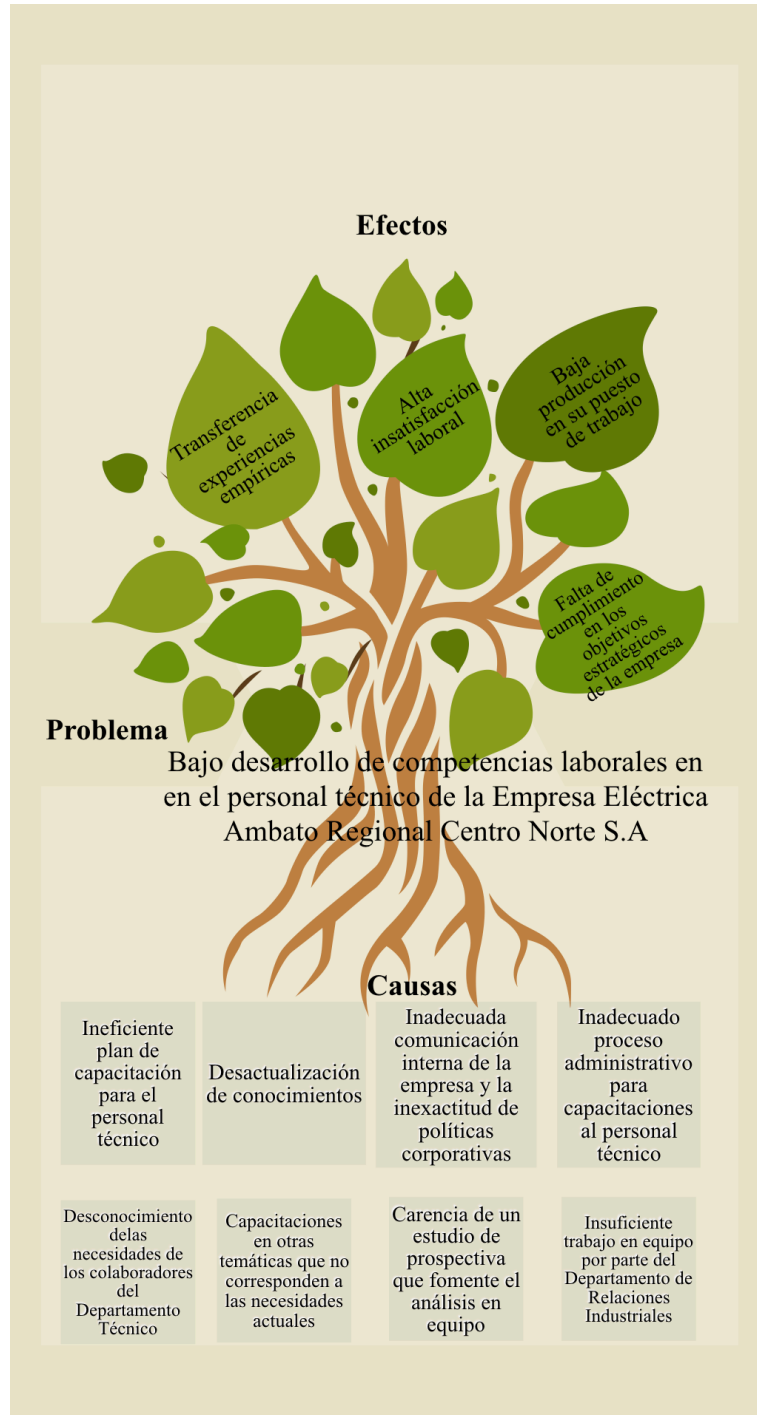 Efectos
Transferencia
de
experiencias
empíricas
Alta
insatisfacción
laboral
Baja
producción
en su puesto
de trabajo
Falta de
cumplimiento
en los
objetivos
estratégicos
de la empresa
Problema
Bajo desarrollo de competencias laborales en
en el personal técnico de la Empresa Eléctrica
Ambato Regional Centro Norte S.A
Causas
Ineficiente
plan de
capacitación
para el
personal
técnico
Desactualización
de conocimientos
Inadecuada
comunicación
interna de la
empresa y la
inexactitud de
políticas
corporativas
Inadecuado
proceso
administrativo
para
capacitaciones
al personal
técnico
Desconocimiento
delas
necesidades de
los colaboradores
del
Departamento
Técnico
Capacitaciones
en otras
temáticas que no
corresponden a
las necesidades
actuales
Carencia de un
estudio de
prospectiva
que fomente el
análisis en
equipo
Insuficiente
trabajo en equipo
por parte del
Departamento de
Relaciones
Industriales